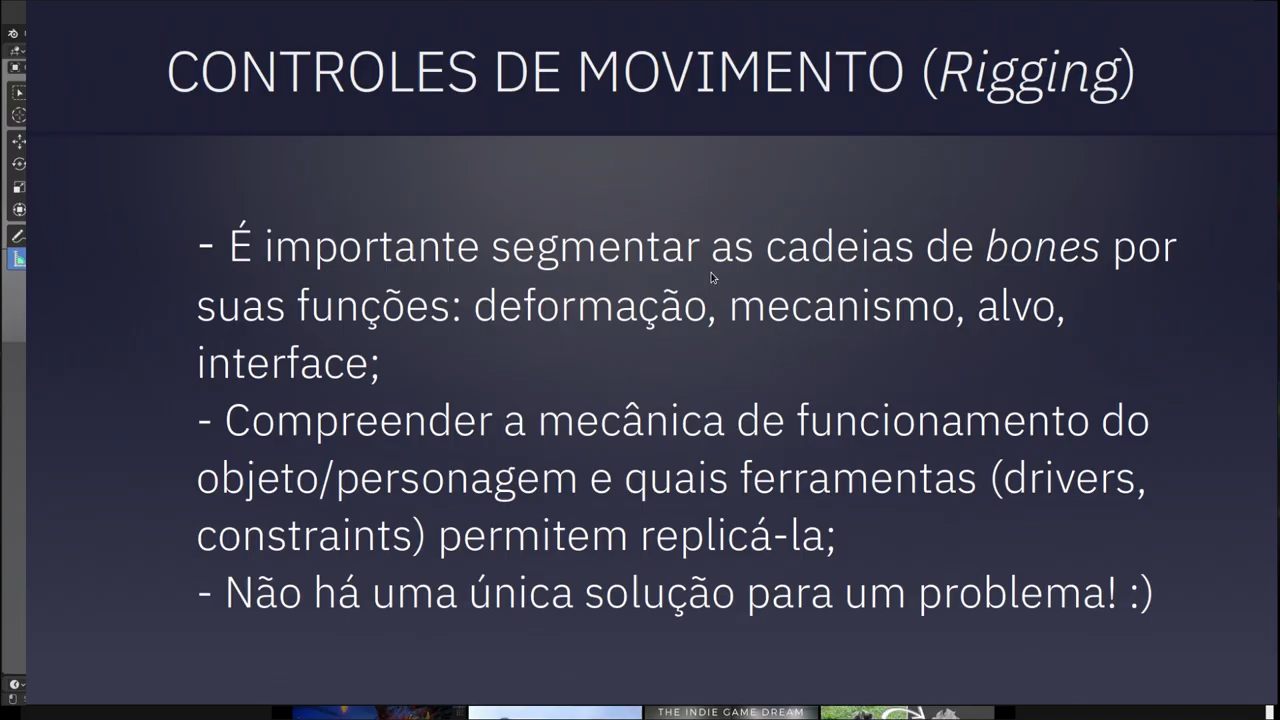 CONTROLES DE MOVIMENTO (Rigging)
- É importante segmentar as cadeias de bones por
suas funções: deformação, mecanismo, alvo,
interface;
- Compreender a mecânica de funcionamento do
objeto/personagem e quais ferramentas (drivers,
constraints) permitem replicá-la;
- Não há uma única solução para um problema! :)
THE INDIE GAME DREAM